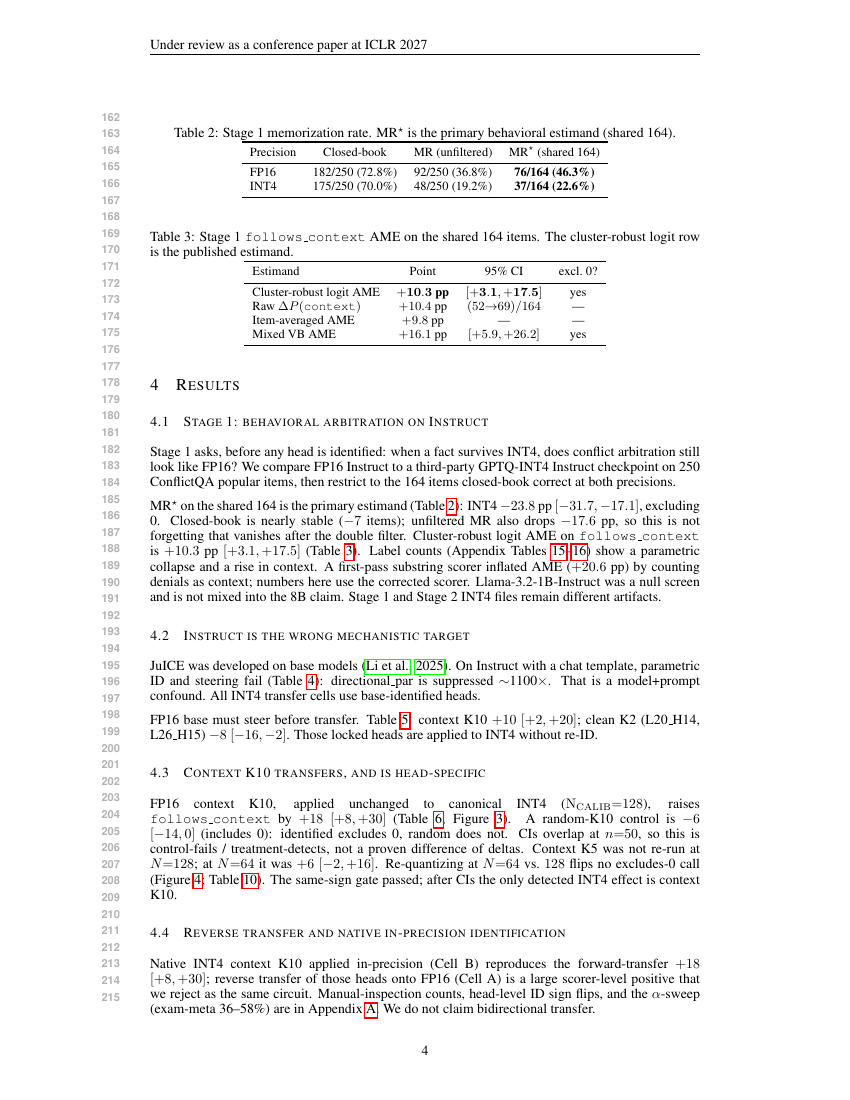 Under review as a conference paper at ICLR 2027
162
163
164
165
166
167
168
169
170
171
172
173
174
175
176
177
178
179
180
181
182
183
184
185
186
187
188
189
190
191
192
193
194
195
196
197
198
199
200
201
202
203
204
205
206
207
208
209
210
211
212
213
214
215
Table 2: Stage 1 memorization rate. MR⋆ is the primary behavioral estimand (shared 164).
Precision Closed-book MR (unfiltered) MR⋆ (shared 164)
FP16 182/250 (72.8%) 92/250 (36.8%) 76/164 (46.3%)
INT4 175/250 (70.0%) 48/250 (19.2%) 37/164 (22.6%)
Table 3: Stage 1 follows_context AME on the shared 164 items. The cluster-robust logit row
is the published estimand.
Estimand Point 95% CI excl. 0?
Cluster-robust logit AME +10.3 pp [+3.1, +17.5] yes
Raw ΔP(context) +10.4 pp (52→69)/164 —
Item-averaged AME +9.8 pp — —
Mixed VB AME +16.1 pp [+5.9, +26.2] yes
4 RESULTS
4.1 STAGE 1: BEHAVIORAL ARBITRATION ON INSTRUCT
Stage 1 asks, before any head is identified: when a fact survives INT4, does conflict arbitration still
look like FP16? We compare FP16 Instruct to a third-party GPTQ-INT4 Instruct checkpoint on 250
ConflictQA popular items, then restrict to the 164 items closed-book correct at both precisions.
MR⋆ on the shared 164 is the primary estimand (Table 2): INT4 −23.8 pp [−31.7, −17.1], excluding
0. Closed-book is nearly stable (−7 items); unfiltered MR also drops −17.6 pp, so this is not
forgetting that vanishes after the double filter. Cluster-robust logit AME on follows_context
is +10.3 pp [+3.1, +17.5] (Table 3). Label counts (Appendix Tables 15–16) show a parametric
collapse and a rise in context. A first-pass substring scorer inflated AME (+20.6 pp) by counting
denials as context; numbers here use the corrected scorer. Llama-3.2-1B-Instruct was a null screen
and is not mixed into the 8B claim. Stage 1 and Stage 2 INT4 files remain different artifacts.
4.2 INSTRUCT IS THE WRONG MECHANISTIC TARGET
JuICE was developed on base models (Li et al., 2025). On Instruct with a chat template, parametric
ID and steering fail (Table 4): directional_par is suppressed ∼1100×. That is a model+prompt
confound. All INT4 transfer cells use base-identified heads.
FP16 base must steer before transfer. Table 5: context K10 +10 [+2, +20]; clean K2 (L20_H14,
L26_H15) −8 [−16, −2]. Those locked heads are applied to INT4 without re-ID.
4.3 CONTEXT K10 TRANSFERS, AND IS HEAD-SPECIFIC
FP16 context K10, applied unchanged to canonical INT4 (NCALIB=128), raises
follows_context by +18 [+8, +30] (Table 6, Figure 3). A random-K10 control is −6
[−14, 0] (includes 0): identified excludes 0, random does not. CIs overlap at n=50, so this is
control-fails / treatment-detects, not a proven difference of deltas. Context K5 was not re-run at
N=128; at N=64 it was +6 [−2, +16]. Re-quantizing at N=64 vs. 128 flips no excludes-0 call
(Figure 4; Table 10). The same-sign gate passed; after CIs the only detected INT4 effect is context
K10.
4.4 REVERSE TRANSFER AND NATIVE IN-PRECISION IDENTIFICATION
Native INT4 context K10 applied in-precision (Cell B) reproduces the forward-transfer +18
[+8, +30]; reverse transfer of those heads onto FP16 (Cell A) is a large scorer-level positive that
we reject as the same circuit. Manual-inspection counts, head-level ID sign flips, and the α-sweep
(exam-meta 36–58%) are in Appendix A. We do not claim bidirectional transfer.
4